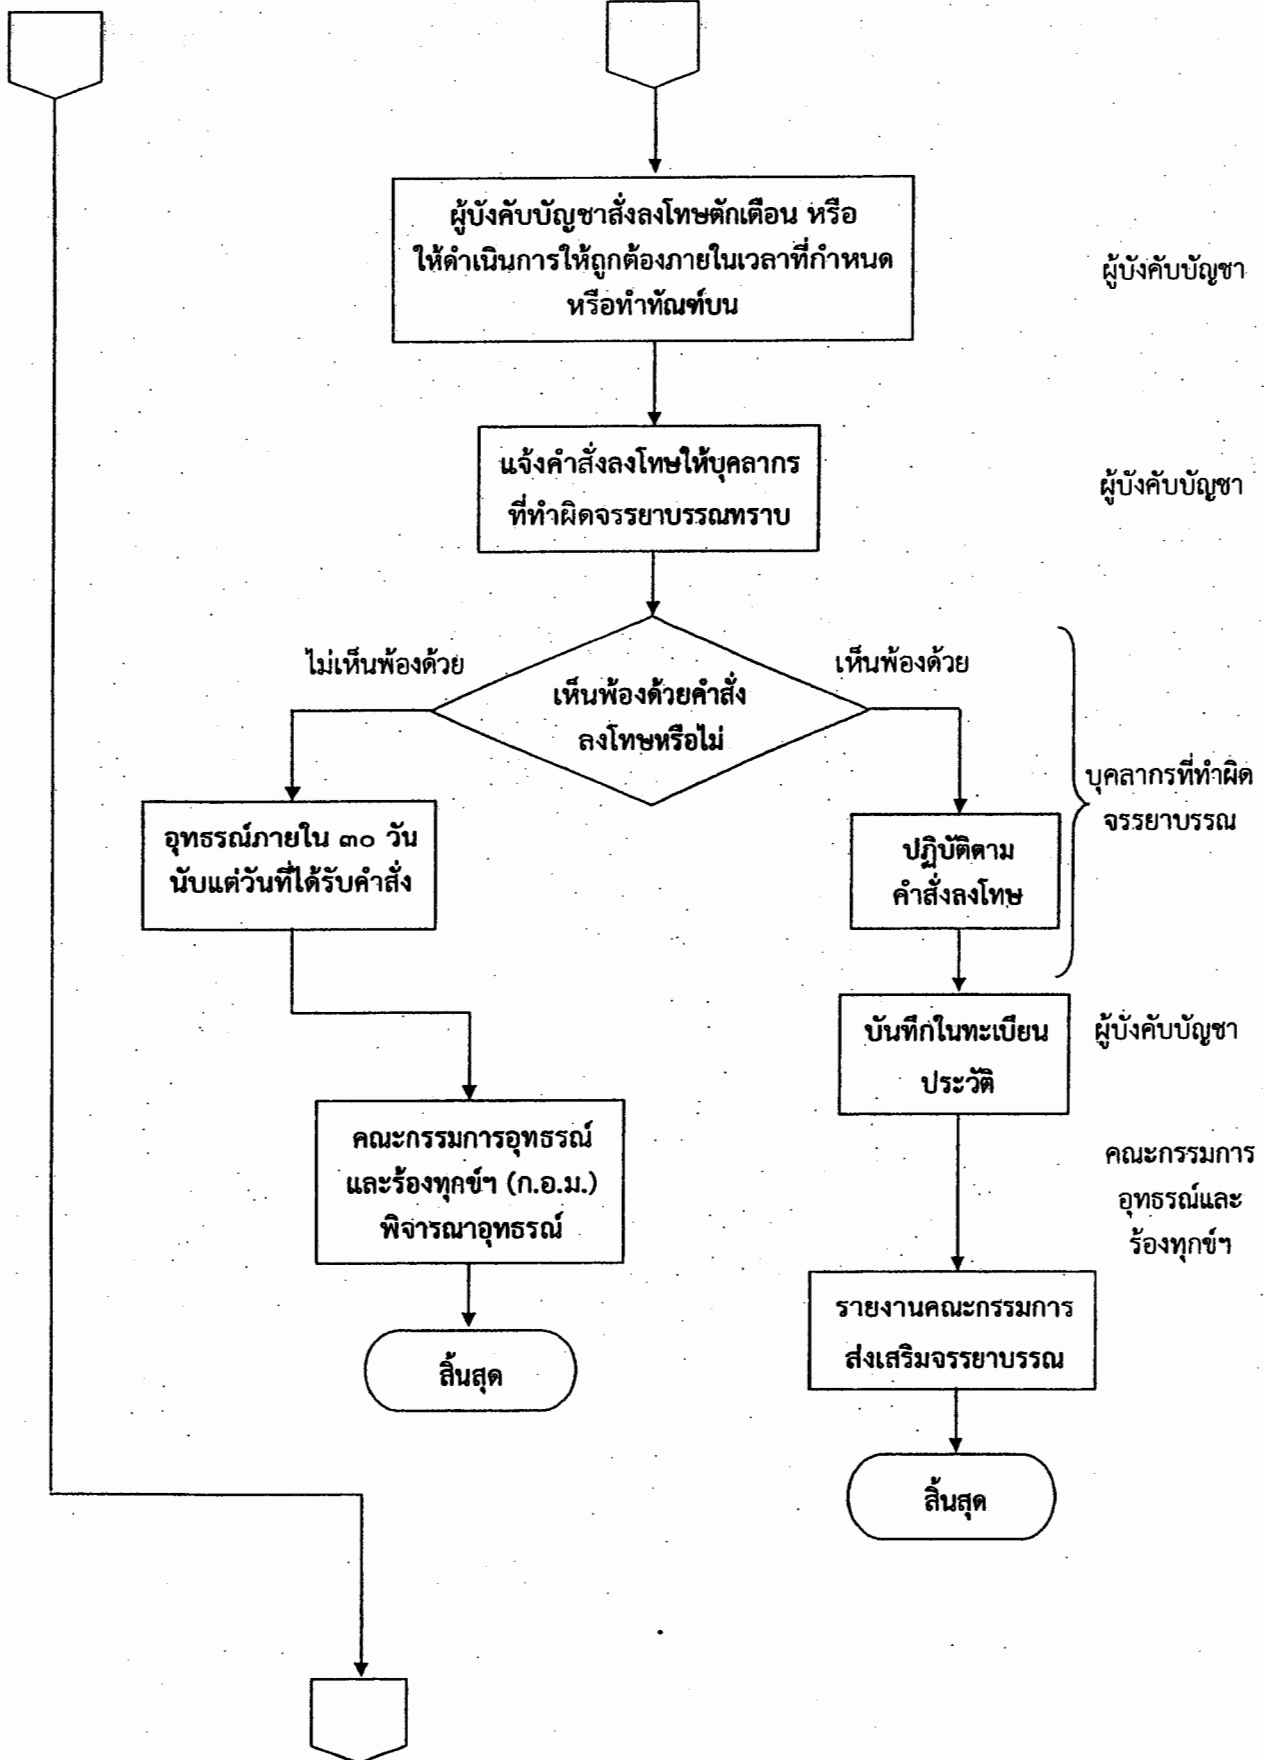 ผู้บังคับบัญชาสั่งลงโทษตักเตือน หรือ
ให้ดำเนินการให้ถูกต้องภายในเวลาที่กำหนด
หรือทำทัณฑ์บน
ผู้บังคับบัญชา
แจ้งคำสั่งลงโทษให้บุคลากร
ที่ทำผิดจรรยาบรรณทราบ
ผู้บังคับบัญชา
ไม่เห็นพ้องด้วย
เห็นพ้องด้วย
เห็นพ้องด้วยคำสั่ง
ลงโทษหรือไม่
บุคลากรที่ทำผิด
จรรยาบรรณ
อุทธรณ์ภายใน ๓๐ วัน
นับแต่วันที่ได้รับคำสั่ง
ปฏิบัติตาม
คำสั่งลงโทษ
บันทึกในทะเบียน
ประวัติ
ผู้บังคับบัญชา
คณะกรรมการอุทธรณ์
และร้องทุกข์ฯ (ก.อ.ม.)
พิจารณาอุทธรณ์
คณะกรรมการ
อุทธรณ์และ
ร้องทุกข์ฯ
รายงานคณะกรรมการ
ส่งเสริมจรรยาบรรณ
สิ้นสุด
สิ้นสุด